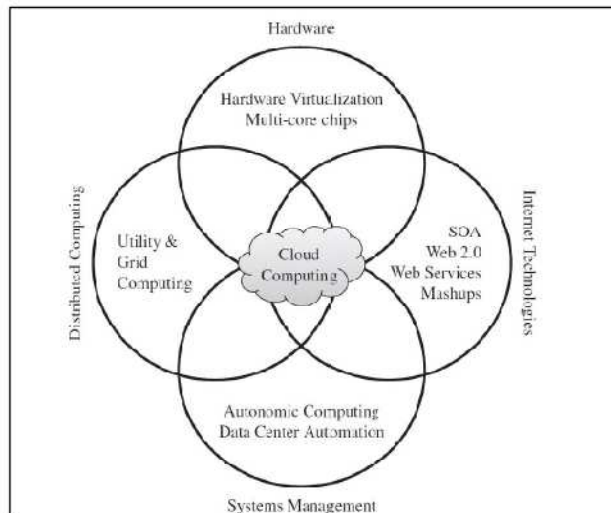 Hardware
Hardware Virtualization
Multi-core chips
Distributed Computing
Utility &
Grid
Computing
Cloud
Computing
SOA
Web 2.0
Web Services
Mashups
Internet Technologies
Autonomic Computing
Data Center Automation
Systems Management